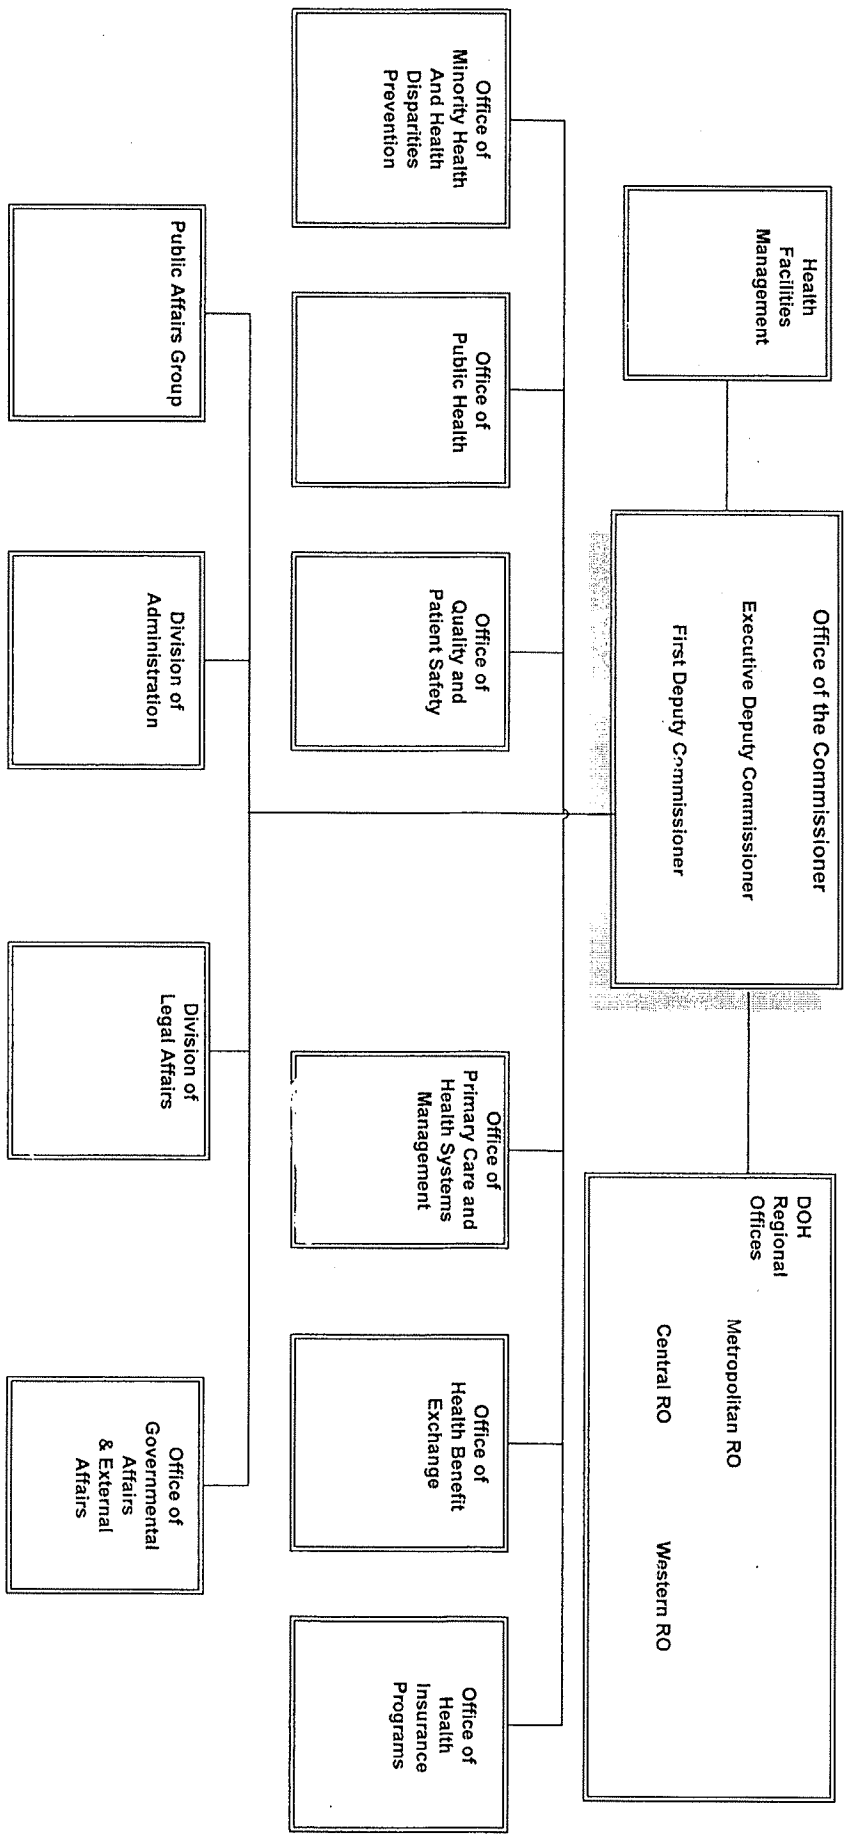 Health
Facilities
Management
Office of the Commissioner
Executive Deputy Commissioner
First Deputy Commissioner
DOH
Regional
Offices
Metropolitan RO
Central RO
Western RO
Office of
Minority Health
And Health
Disparities
Prevention
Office of
Public Health
Office of
Quality and
Patient Safety
Office of
Primary Care and
Health Systems
Management
Office of
Health Benefit
Exchange
Office of
Health
Insurance
Programs
Public Affairs Group
Division of
Administration
Division of
Legal Affairs
Office of
Governmental
Affairs
& External
Affairs